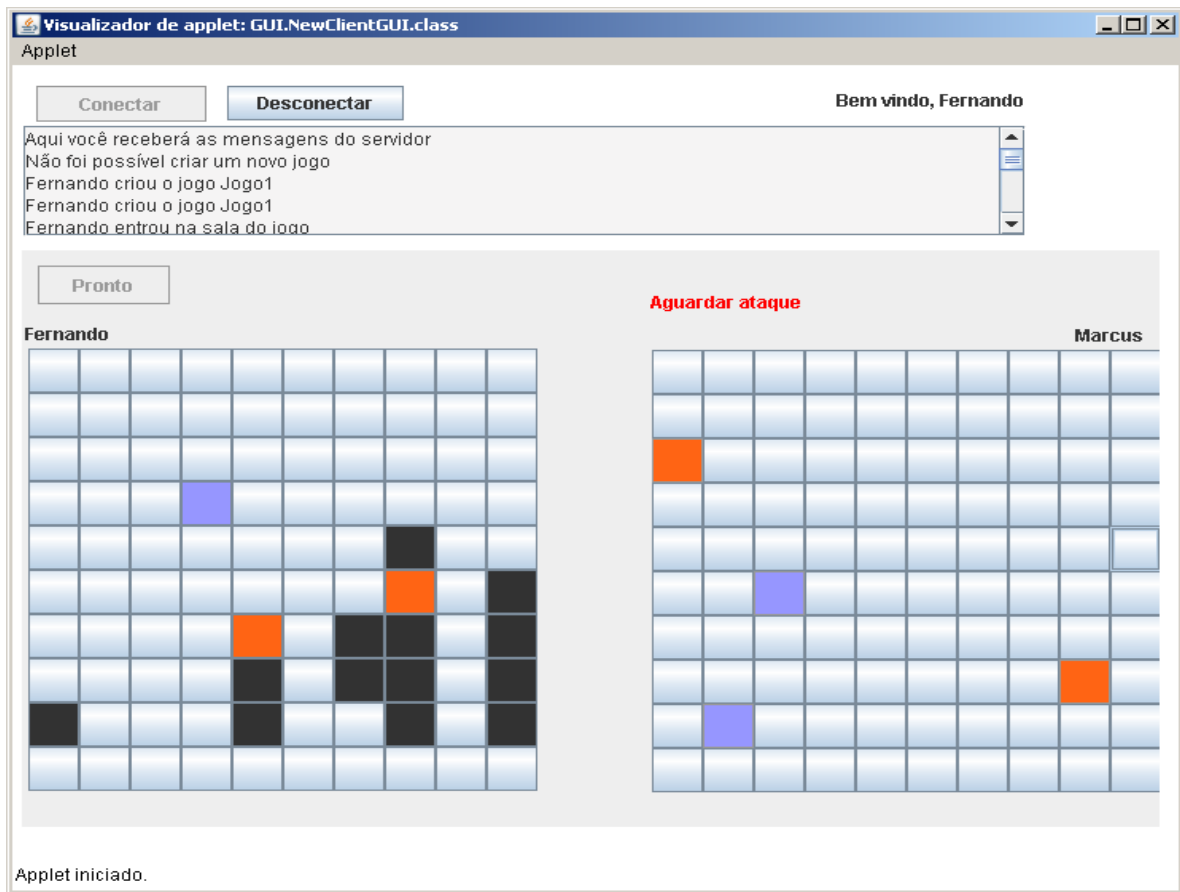 Visualizador de applet: GUI.NewClientGUI.class
Applet
Conectar
Desconectar
Bem vindo, Fernando
Aqui você receberá as mensagens do servidor
Não foi possível criar um novo jogo
Fernando criou o jogo Jogo1
Fernando criou o jogo Jogo1
Fernando entrou na sala do jogo
Pronto
Aguardar ataque
Fernando
Marcus
Applet iniciado.